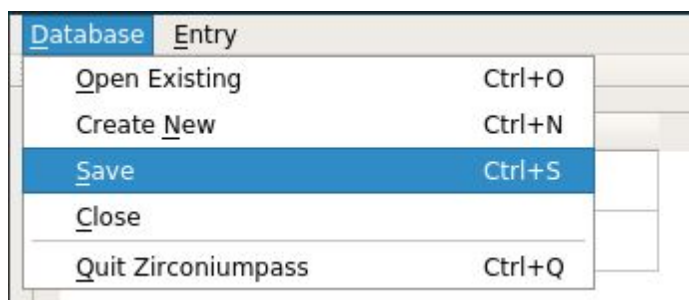 Database Entry
Open Existing Ctrl+O
Create New Ctrl+N
Save Ctrl+S
Close
Quit Zirconiumpass Ctrl+Q